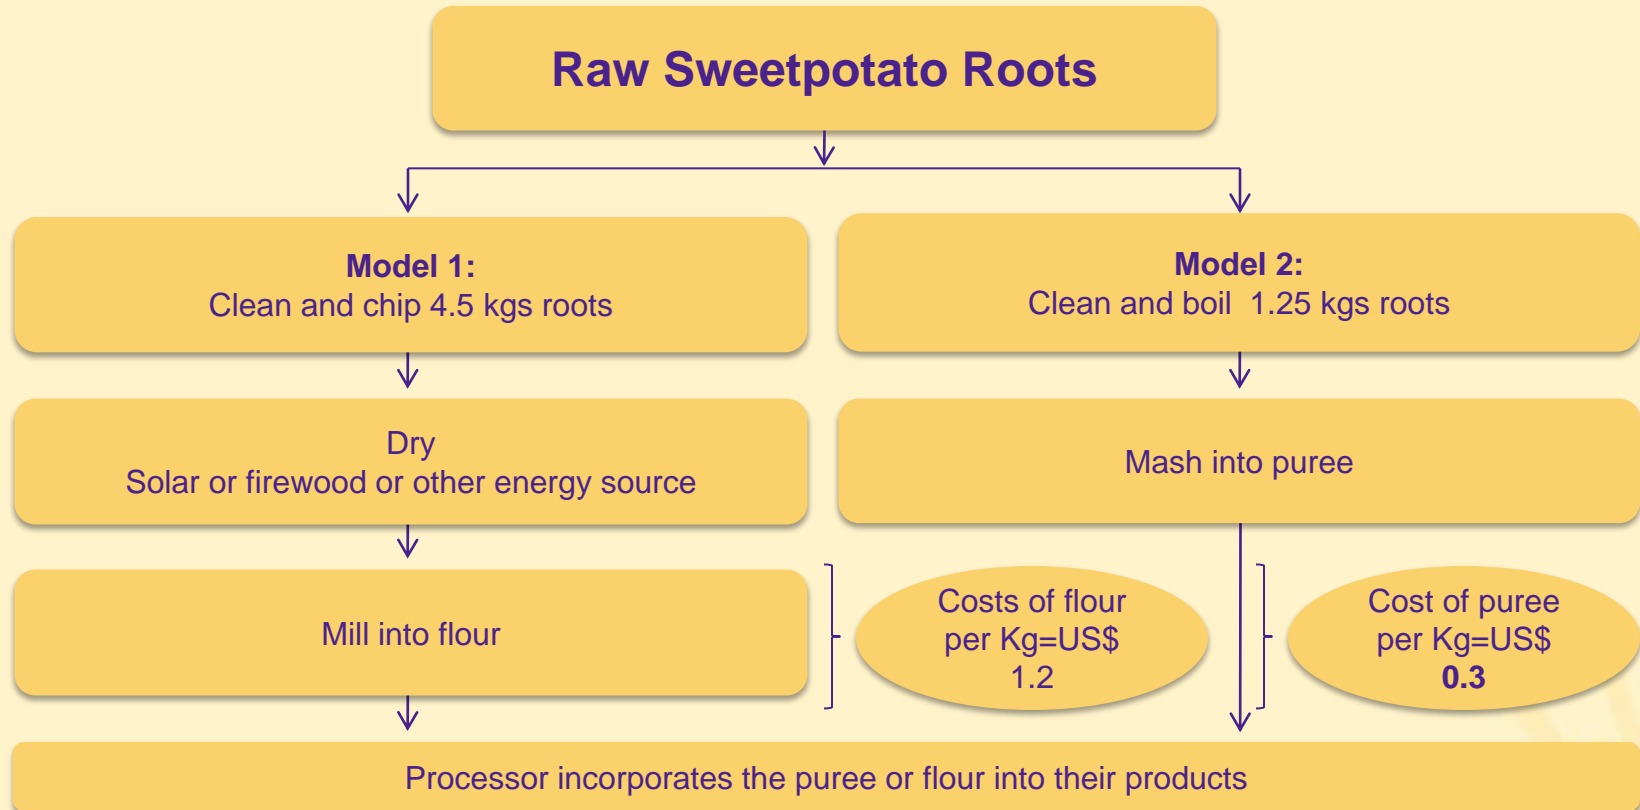 Raw Sweetpotato Roots
Model 1:
Clean and chip 4.5 kgs roots
Model 2:
Clean and boil 1.25 kgs roots
Dry
Solar or firewood or other energy source
Mash into puree
Mill into flour
Costs of flour
per Kg=US$
1.2
Cost of puree
per Kg=US$
0.3
Processor incorporates the puree or flour into their products